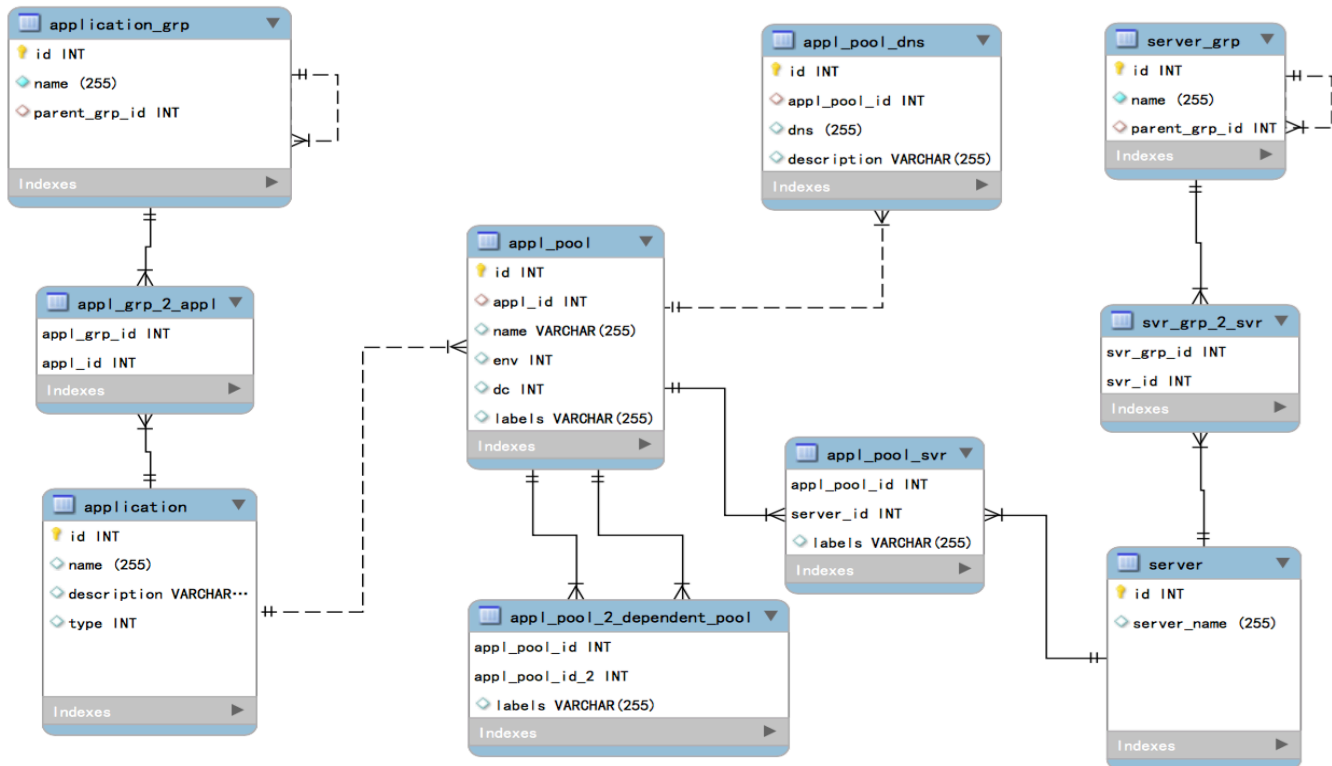 application_grp
id INT
name (255)
parent_grp_id INT
Indexes
appl_pool_dns
id INT
appl_pool_id INT
dns (255)
description VARCHAR(255)
Indexes
server_grp
id INT
name (255)
parent_grp_id INT
Indexes
appl_grp_2_appl
appl_grp_id INT
appl_id INT
Indexes
appl_pool
id INT
appl_id INT
name VARCHAR(255)
env INT
dc INT
labels VARCHAR(255)
Indexes
svr_grp_2_svr
svr_grp_id INT
svr_id INT
Indexes
application
id INT
name (255)
description VARCHAR...
type INT
Indexes
appl_pool_svr
appl_pool_id INT
server_id INT
labels VARCHAR(255)
Indexes
appl_pool_2_dependent_pool
appl_pool_id INT
appl_pool_id_2 INT
labels VARCHAR(255)
Indexes
server
id INT
server_name (255)
Indexes